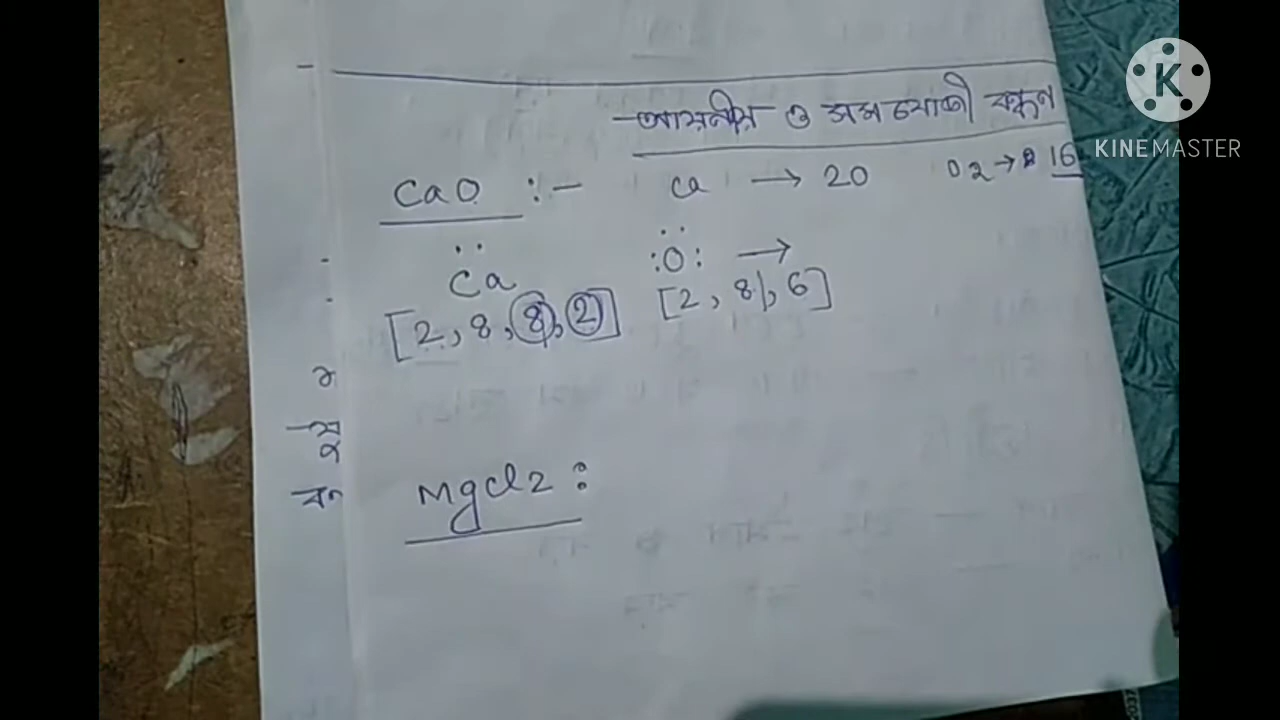 K
KINEMASTER
আয়নীয় ও সমযোজী বন্ধন
CaO :- Ca → 20 O2 → 16
Ca :O: →
[2, 8, 8, 2] [2, 8, 6]
MgCl2 :